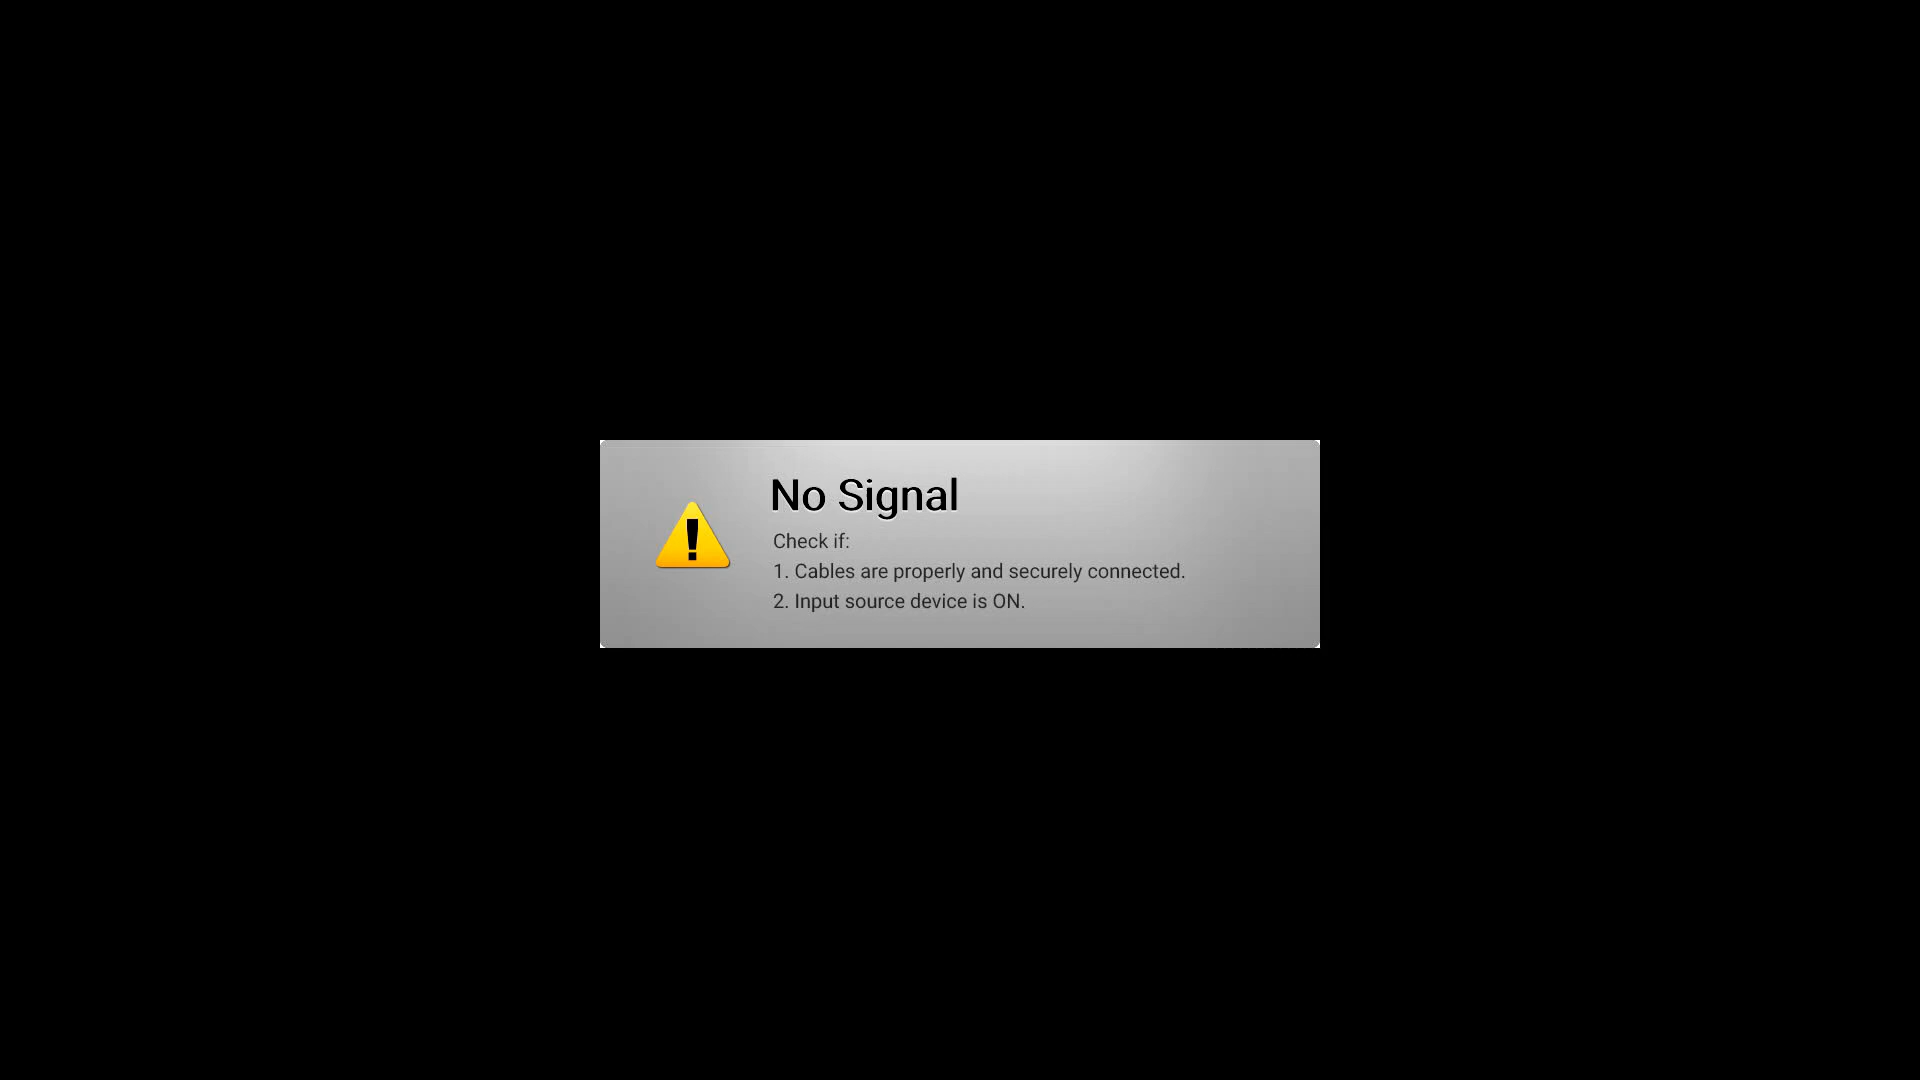 No Signal
Check if:
1. Cables are properly and securely connected.
2. Input source device is ON.